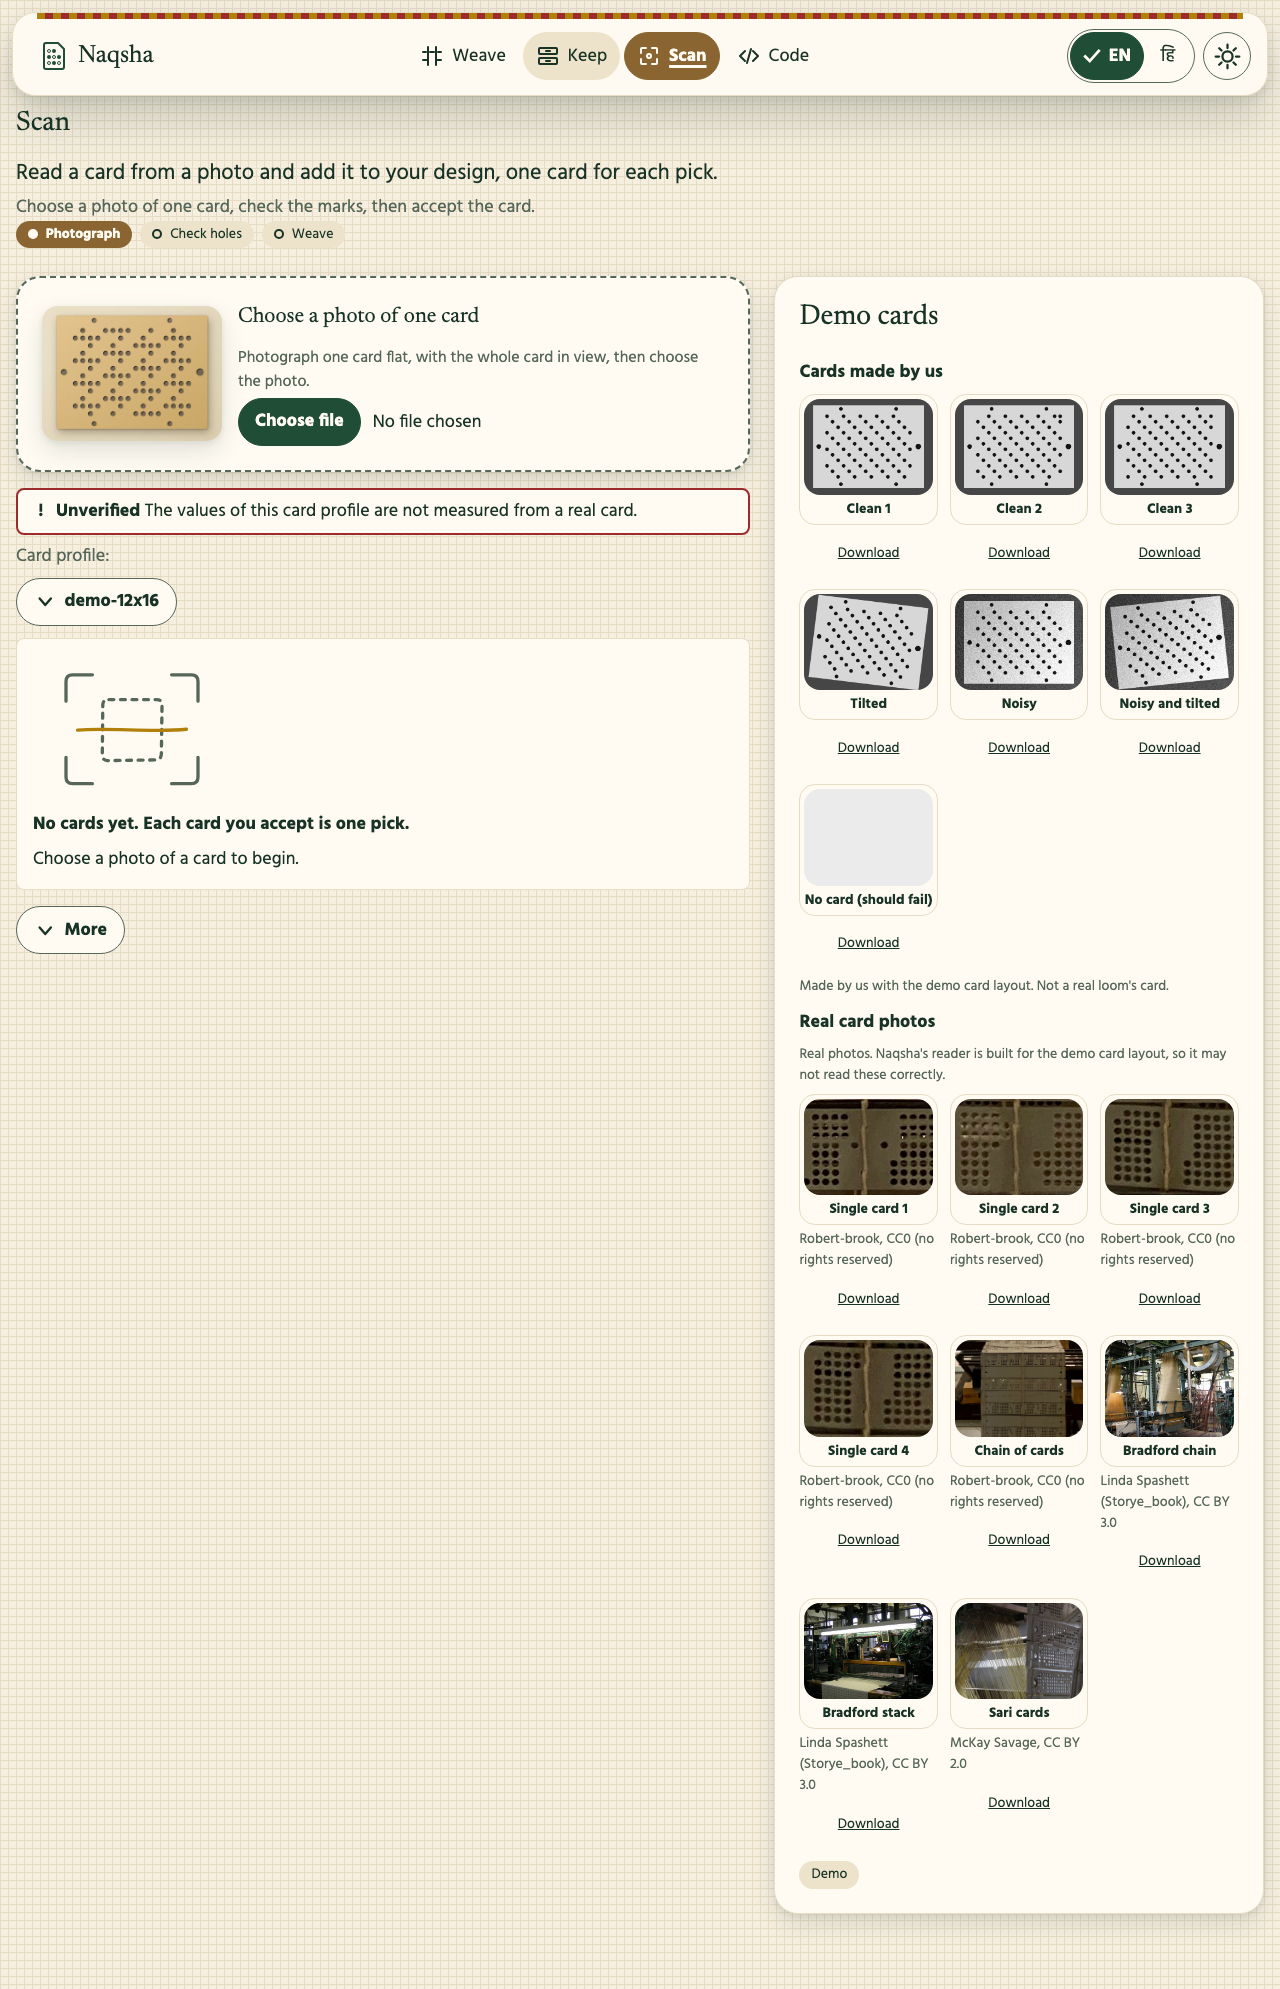 Naqsha
Weave
Keep
Scan
Code
EN
हि
Scan
Read a card from a photo and add it to your design, one card for each pick.
Choose a photo of one card, check the marks, then accept the card.
Photograph
Check holes
Weave
Choose a photo of one card
Photograph one card flat, with the whole card in view, then choose
the photo.
Choose file
No file chosen
! Unverified The values of this card profile are not measured from a real card.
Card profile:
demo-12x16
No cards yet. Each card you accept is one pick.
Choose a photo of a card to begin.
More
Demo cards
Cards made by us
Clean 1
Clean 2
Clean 3
Download
Download
Download
Tilted
Noisy
Noisy and tilted
Download
Download
Download
No card (should fail)
Download
Made by us with the demo card layout. Not a real loom's card.
Real card photos
Real photos. Naqsha's reader is built for the demo card layout, so it may
not read these correctly.
Single card 1
Single card 2
Single card 3
Robert-brook, CC0 (no
rights reserved)
Robert-brook, CC0 (no
rights reserved)
Robert-brook, CC0 (no
rights reserved)
Download
Download
Download
Single card 4
Chain of cards
Bradford chain
Robert-brook, CC0 (no
rights reserved)
Robert-brook, CC0 (no
rights reserved)
Linda Spashett
(Storye_book), CC BY
3.0
Download
Download
Download
Bradford stack
Sari cards
Linda Spashett
(Storye_book), CC BY
3.0
McKay Savage, CC BY
2.0
Download
Download
Demo